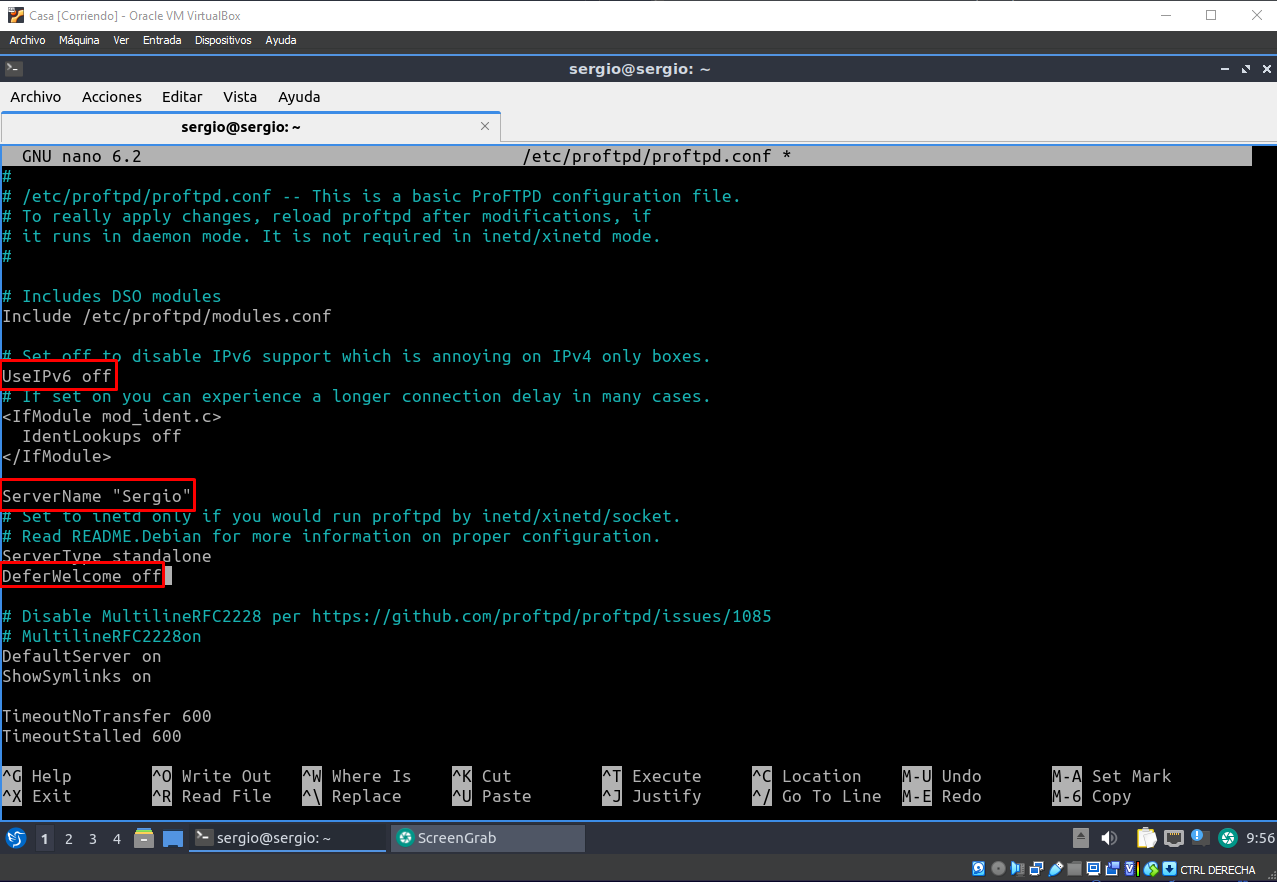 Casa [Corriendo] - Oracle VM VirtualBox
Archivo Máquina Ver Entrada Dispositivos Ayuda
sergio@sergio: ~
Archivo Acciones Editar Vista Ayuda
sergio@sergio: ~
GNU nano 6.2 /etc/proftpd/proftpd.conf *
#
# /etc/proftpd/proftpd.conf -- This is a basic ProFTPD configuration file.
# To really apply changes, reload proftpd after modifications, if
# it runs in daemon mode. It is not required in inetd/xinetd mode.
#
# Includes DSO modules
Include /etc/proftpd/modules.conf
# Set off to disable IPv6 support which is annoying on IPv4 only boxes.
UseIPv6 off
# If set on you can experience a longer connection delay in many cases.
<IfModule mod_ident.c>
IdentLookups off
</IfModule>
ServerName "Sergio"
# Set to inetd only if you would run proftpd by inetd/xinetd/socket.
# Read README.Debian for more information on proper configuration.
ServerType standalone
DeferWelcome off
# Disable MultilineRFC2228 per https://github.com/proftpd/proftpd/issues/1085
# MultilineRFC2228on
DefaultServer on
ShowSymlinks on
TimeoutNoTransfer 600
TimeoutStalled 600
^G Help ^O Write Out ^W Where Is ^K Cut ^T Execute ^C Location M-U Undo M-A Set Mark
^X Exit ^R Read File ^\ Replace ^U Paste ^J Justify ^/ Go To Line M-E Redo M-6 Copy
1 2 3 4 sergio@sergio: ~ ScreenGrab 9:56
CTRL DERECHA